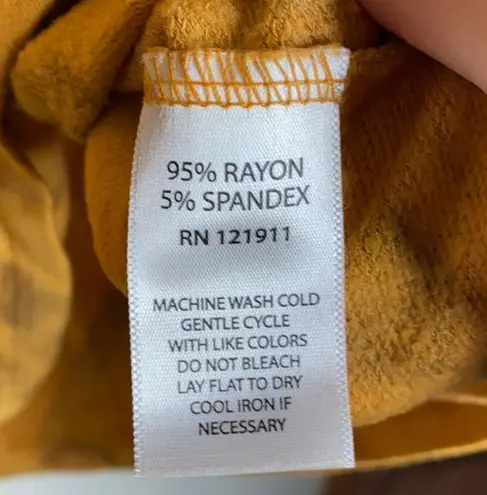 95% RAYON
5% SPANDEX
RN 121911
MACHINE WASH COLD
GENTLE CYCLE
WITH LIKE COLORS
DO NOT BLEACH
LAY FLAT TO DRY
COOL IRON IF
NECESSARY